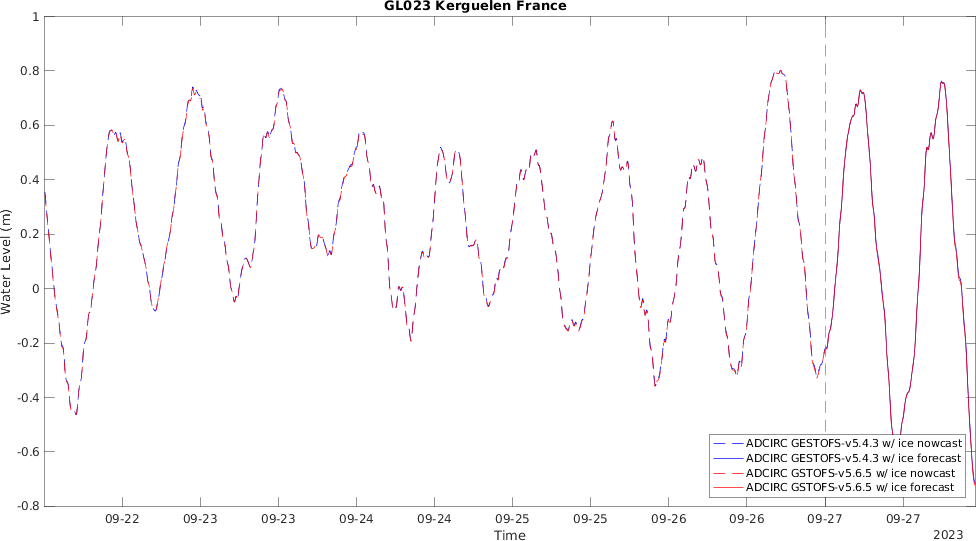 GL023 Kerguelen France
1
0.8
0.6
0.4
0.2
0
-0.2
-0.4
-0.6
-0.8
Water Level (m)
ADCIRC GESTOFS-v5.4.3 w/ ice nowcast
ADCIRC GESTOFS-v5.4.3 w/ ice forecast
ADCIRC GSTOFS-v5.6.5 w/ ice nowcast
ADCIRC GSTOFS-v5.6.5 w/ ice forecast
09-22 09-23 09-23 09-24 09-24 09-25 09-25 09-26 09-26 09-27 09-27
Time
2023